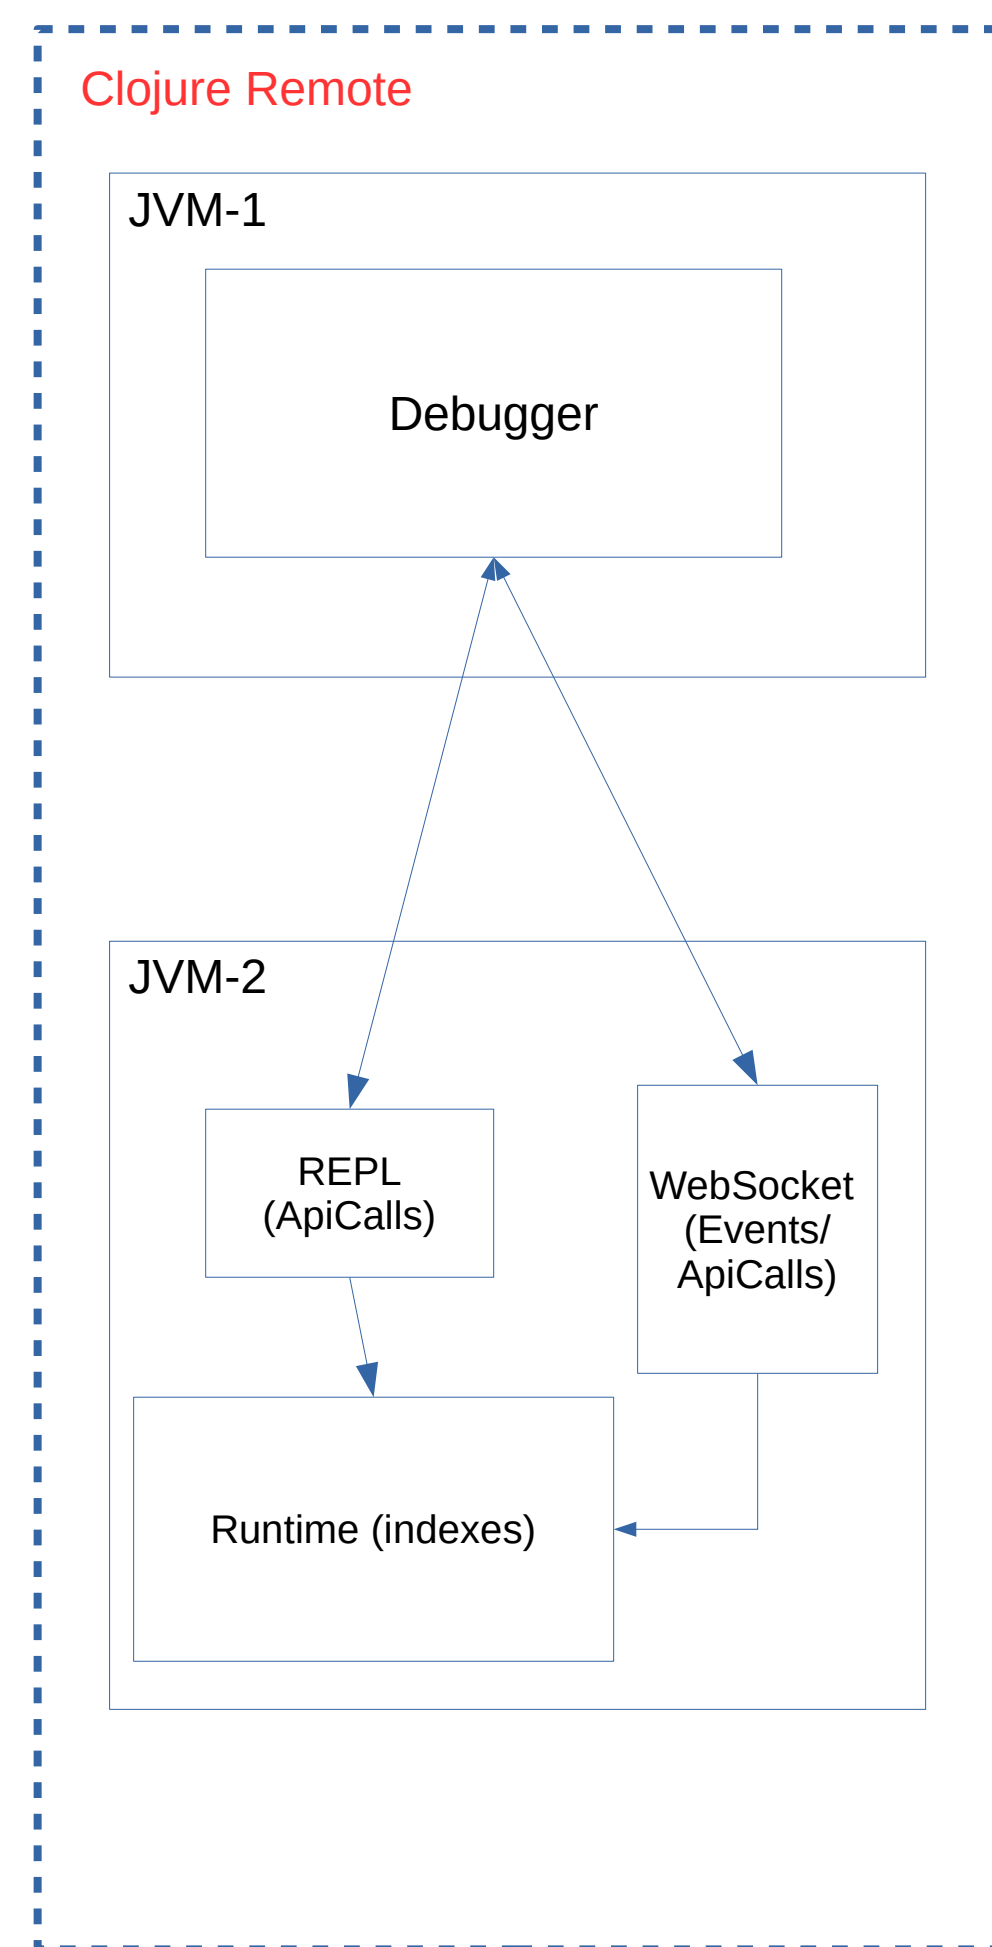 Clojure Remote
JVM-1
Debugger
JVM-2
REPL
(ApiCalls)
WebSocket
(Events/
ApiCalls)
Runtime (indexes)